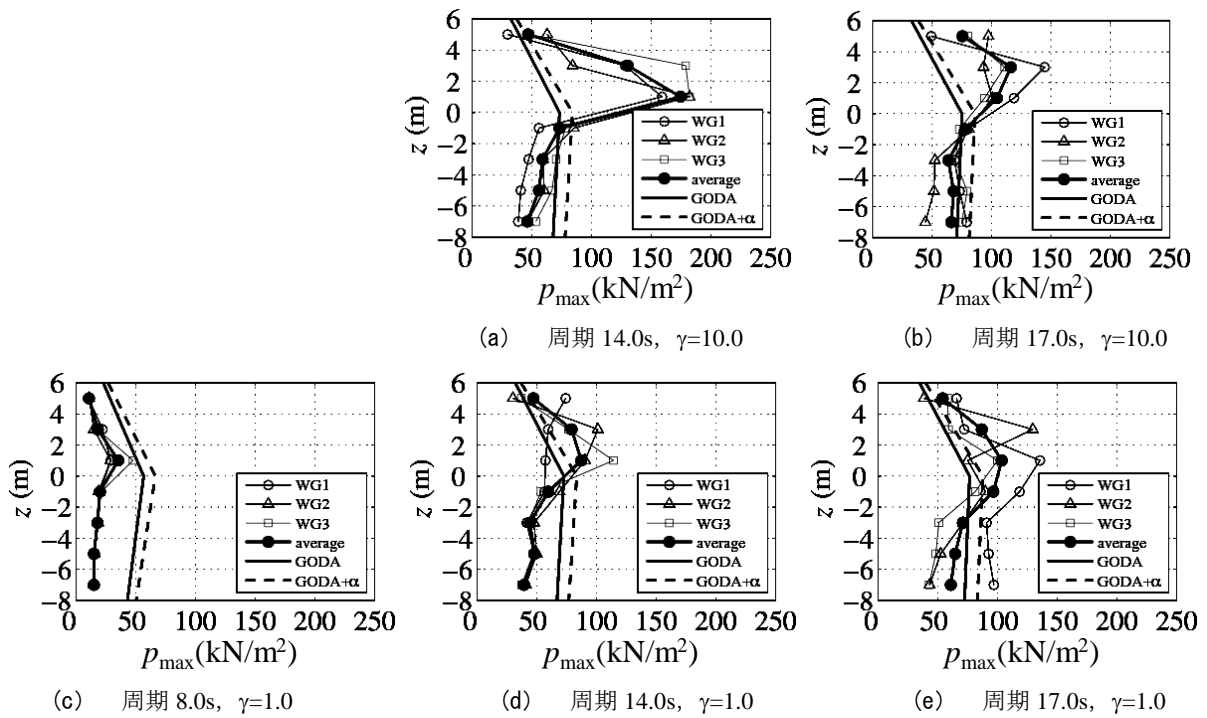 6
4
2
0
−2
−4
−6
−8
z (m)
WG1
WG2
WG3
average
GODA
GODA+α
0 50 100 150 200 250
pmax(kN/m2)
(a) 周期 14.0s, γ=10.0
6
4
2
0
−2
−4
−6
−8
z (m)
WG1
WG2
WG3
average
GODA
GODA+α
0 50 100 150 200 250
pmax(kN/m2)
(b) 周期 17.0s, γ=10.0
6
4
2
0
−2
−4
−6
−8
z (m)
WG1
WG2
WG3
average
GODA
GODA+α
0 50 100 150 200 250
pmax(kN/m2)
(c) 周期 8.0s, γ=1.0
6
4
2
0
−2
−4
−6
−8
z (m)
WG1
WG2
WG3
average
GODA
GODA+α
0 50 100 150 200 250
pmax(kN/m2)
(d) 周期 14.0s, γ=1.0
6
4
2
0
−2
−4
−6
−8
z (m)
WG1
WG2
WG3
average
GODA
GODA+α
0 50 100 150 200 250
pmax(kN/m2)
(e) 周期 17.0s, γ=1.0